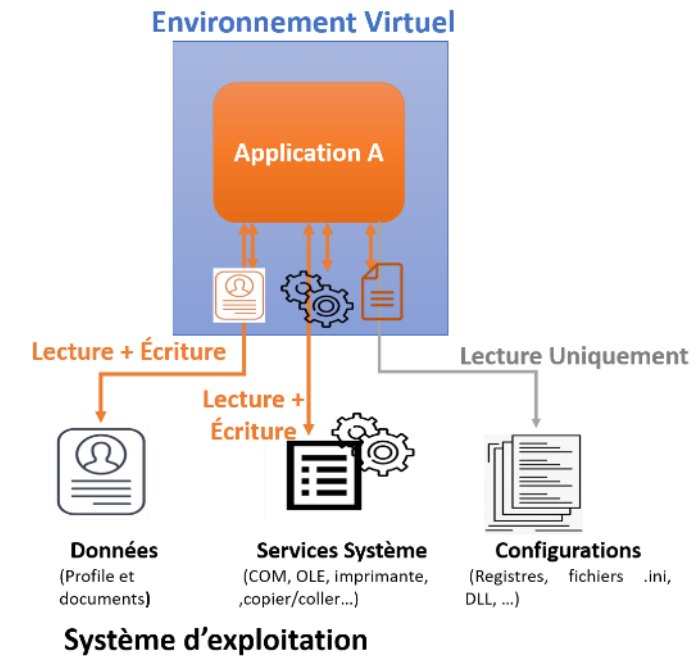 Environnement Virtuel
Application A
Lecture + Écriture
Lecture Uniquement
Lecture +
Écriture
Données
(Profile et
documents)
Services Système
(COM, OLE, imprimante,
,copier/coller...)
Configurations
(Registres, fichiers .ini,
DLL, ...)
Système d'exploitation